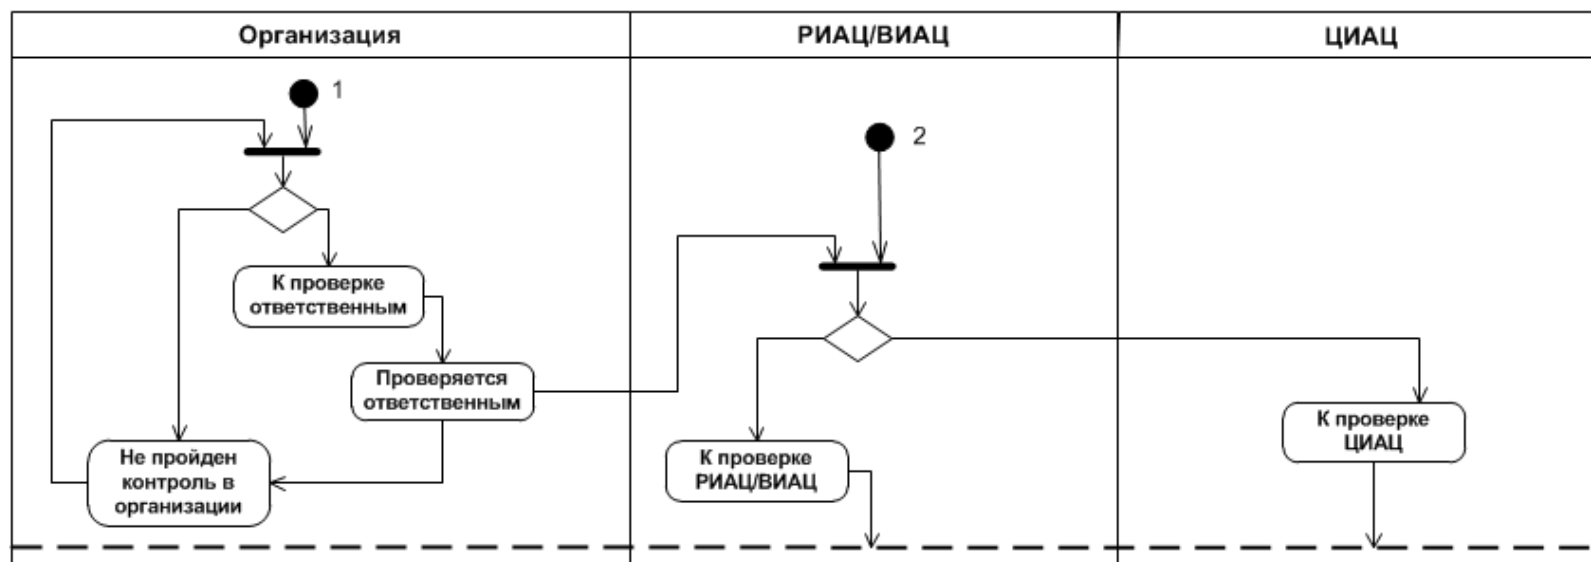 Организация
РИАЦ/ВИАЦ
ЦИАЦ
1
2
К проверке
ответственным
Проверяется
ответственным
Не пройден
контроль в
организации
К проверке
РИАЦ/ВИАЦ
К проверке
ЦИАЦ